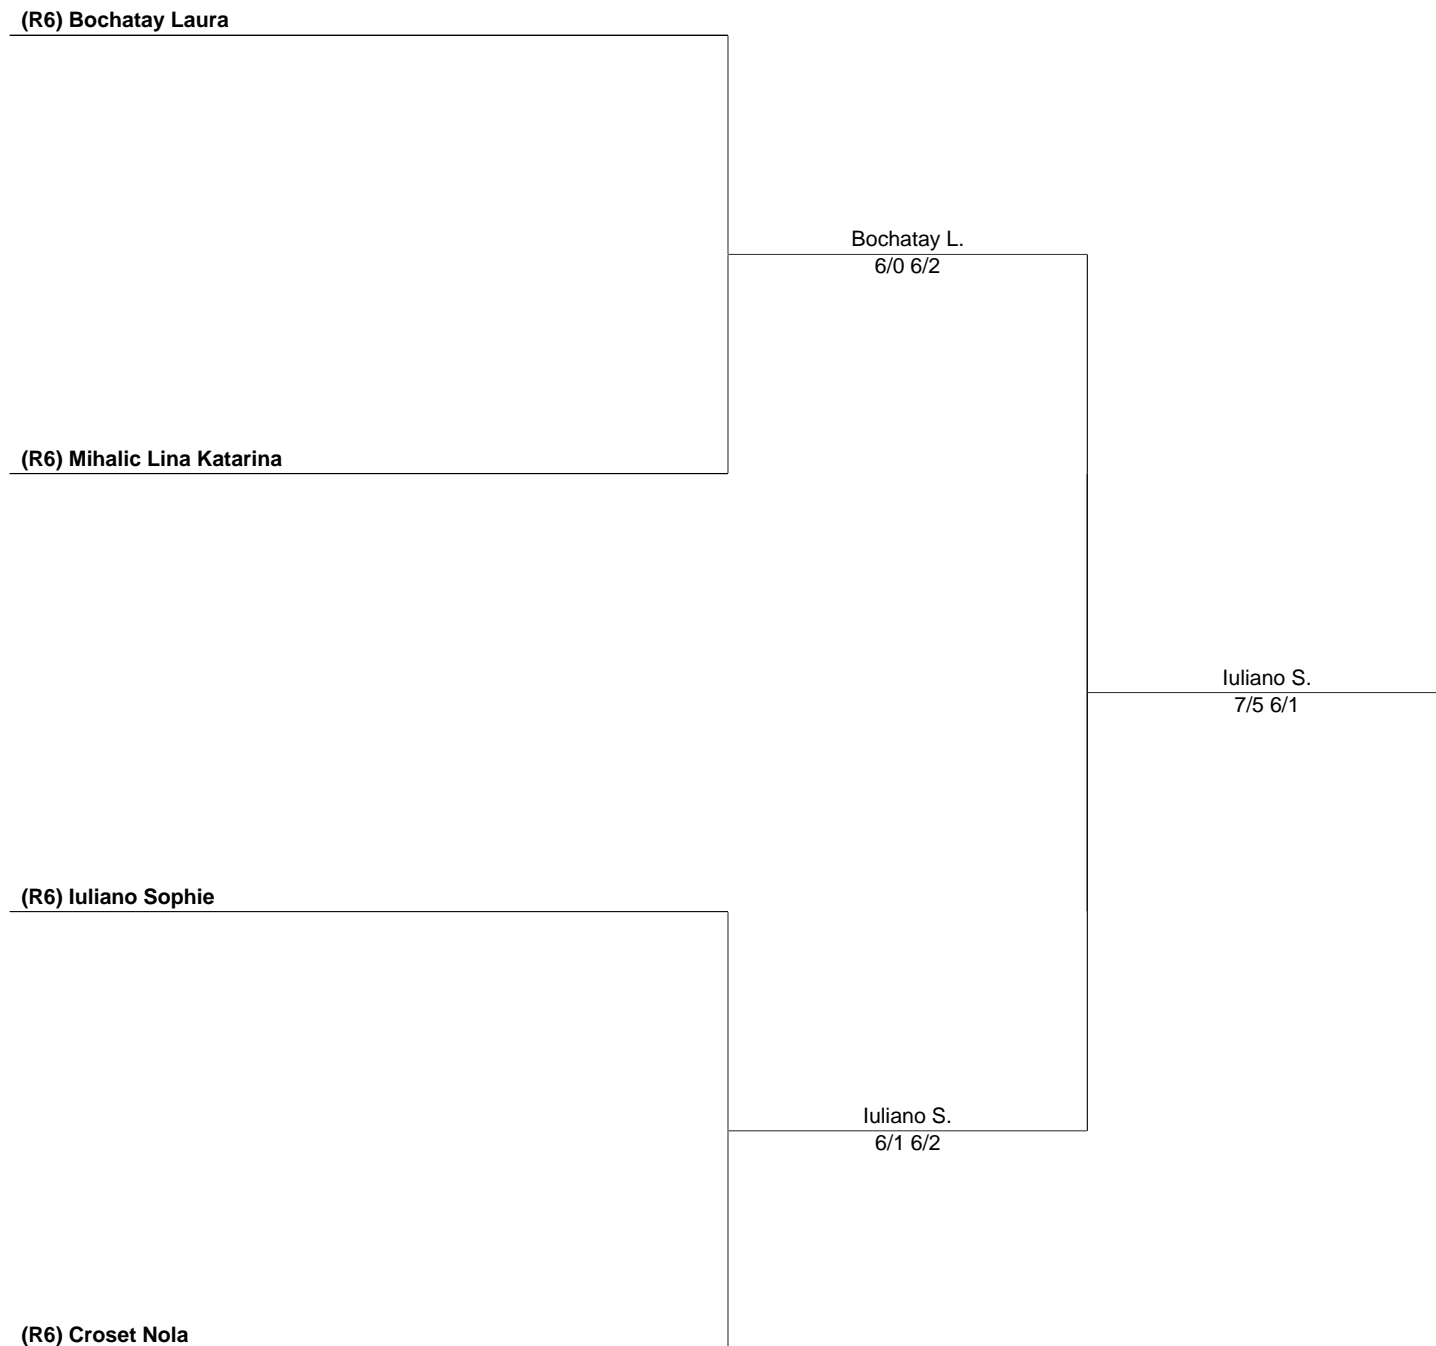 (R6) Bochatay Laura
Bochatay L.
6/0 6/2
(R6) Mihalic Lina Katarina
Iuliano S.
7/5 6/1
(R6) Iuliano Sophie
Iuliano S.
6/1 6/2
(R6) Croset Nola